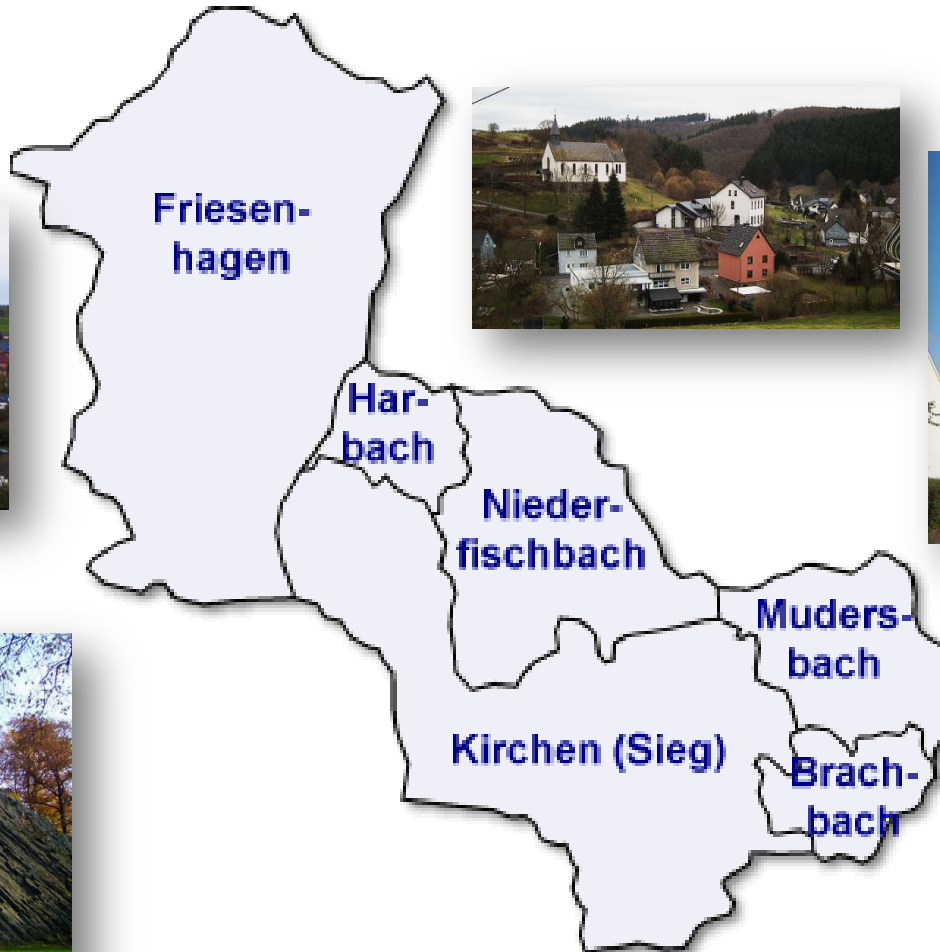 Friesen-
hagen
Har-
bach
Nieder-
fischbach
Muders-
bach
Kirchen (Sieg)
Brach-
bach